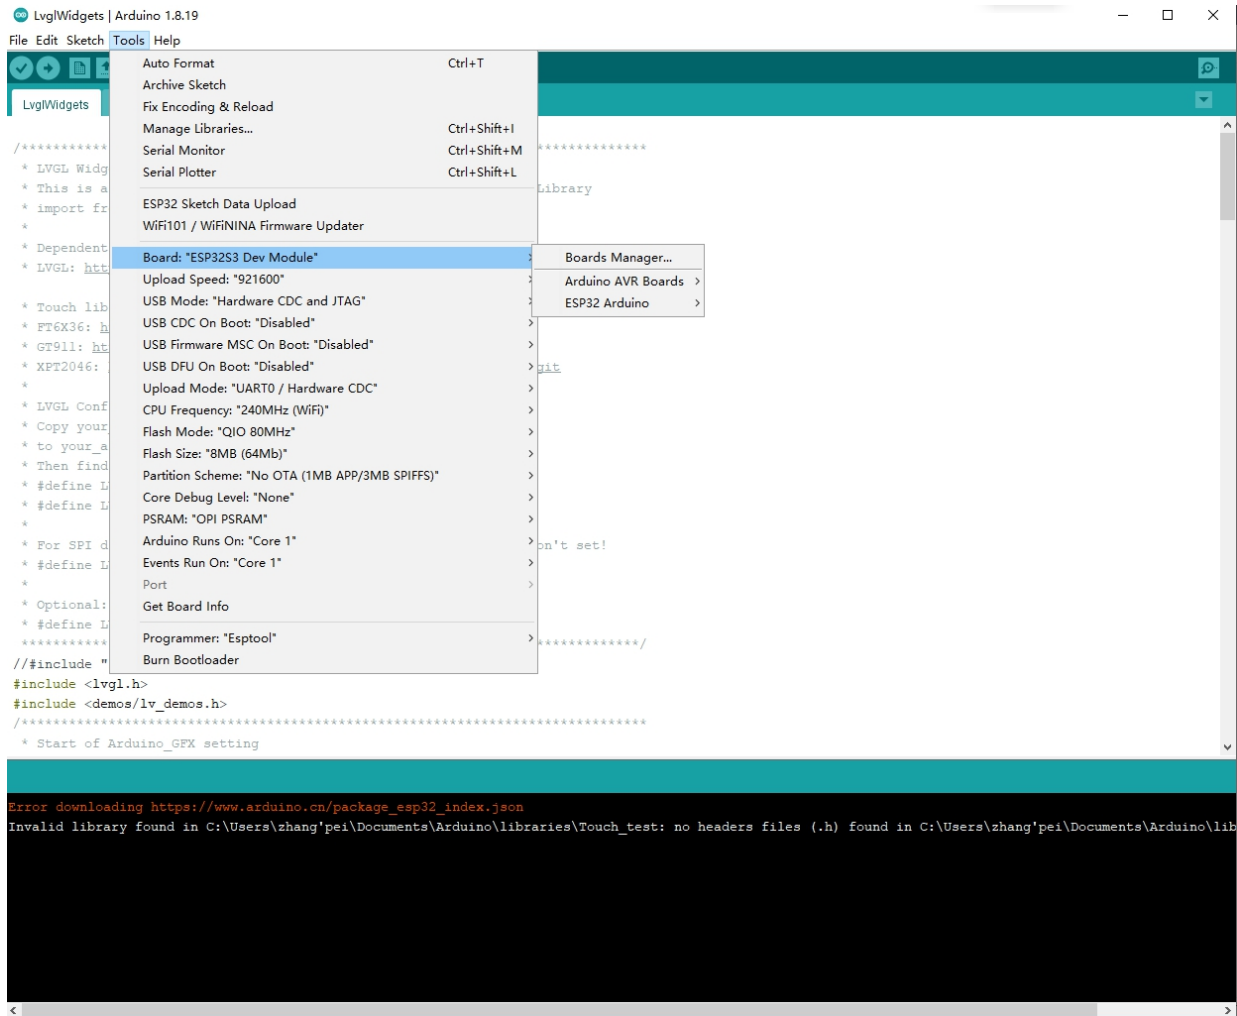 LvglWidgets | Arduino 1.8.19
File Edit Sketch Tools Help
LvglWidgets
Auto Format Ctrl+T
Archive Sketch
Fix Encoding & Reload
Manage Libraries... Ctrl+Shift+I
Serial Monitor Ctrl+Shift+M
Serial Plotter Ctrl+Shift+L
ESP32 Sketch Data Upload
WiFi101 / WiFiNINA Firmware Updater
Board: "ESP32S3 Dev Module"
Upload Speed: "921600"
USB Mode: "Hardware CDC and JTAG"
USB CDC On Boot: "Disabled"
USB Firmware MSC On Boot: "Disabled"
USB DFU On Boot: "Disabled"
Upload Mode: "UART0 / Hardware CDC"
CPU Frequency: "240MHz (WiFi)"
Flash Mode: "QIO 80MHz"
Flash Size: "8MB (64Mb)"
Partition Scheme: "No OTA (1MB APP/3MB SPIFFS)"
Core Debug Level: "None"
PSRAM: "OPI PSRAM"
Arduino Runs On: "Core 1"
Events Run On: "Core 1"
Port
Get Board Info
Programmer: "Esptool"
Burn Bootloader
Boards Manager...
Arduino AVR Boards
ESP32 Arduino
/*********** **************
* LVGL Widg
* This is a Library
* import fr
*
* Dependent
* LVGL: htt
* Touch lib
* FT6X36: h
* GT911: ht
* XPT2046: git
*
* LVGL Conf
* Copy your
* to your_a
* Then find
* #define L
* #define L
*
* For SPI d on't set!
* #define L
*
* Optional:
* #define L
*********** *************/
//#include "
#include <lvgl.h>
#include <demos/lv_demos.h>
/*******************************************************************************
* Start of Arduino_GFX setting
Error downloading https://www.arduino.cn/package_esp32_index.json
Invalid library found in C:\Users\zhang'pei\Documents\Arduino\libraries\Touch_test: no headers files (.h) found in C:\Users\zhang'pei\Documents\Arduino\lib